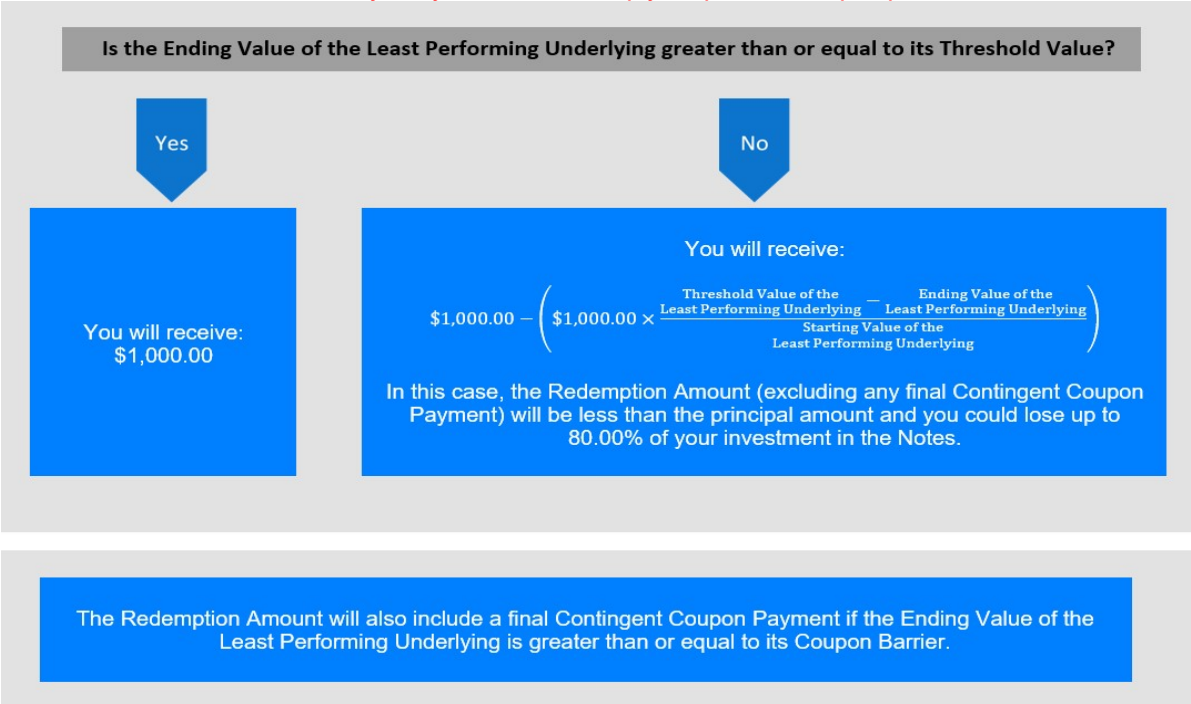 Is the Ending Value of the Least Performing Underlying greater than or equal to its Threshold Value?
Yes
No
You will receive:
$1,000.00
You will receive:
$1,000.00 − ($1,000.00 × (Threshold Value of the Least Performing Underlying − Ending Value of the Least Performing Underlying) / Starting Value of the Least Performing Underlying)
In this case, the Redemption Amount (excluding any final Contingent Coupon
Payment) will be less than the principal amount and you could lose up to
80.00% of your investment in the Notes.
The Redemption Amount will also include a final Contingent Coupon Payment if the Ending Value of the
Least Performing Underlying is greater than or equal to its Coupon Barrier.